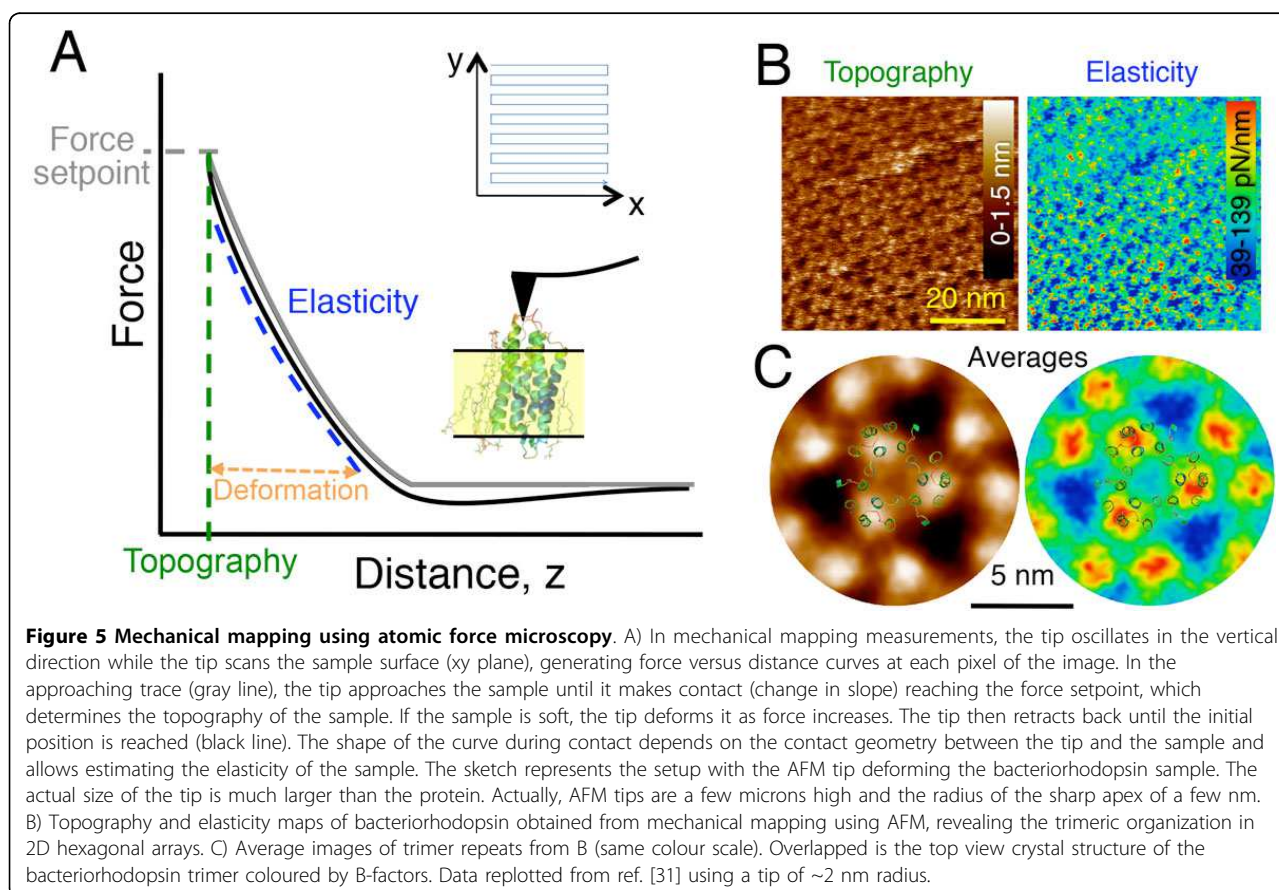 A
Force
setpoint
Force
Elasticity
Deformation
Topography
Distance, z
y
x
B
Topography
Elasticity
0-1.5 nm
20 nm
39-139 pN/nm
C
Averages
5 nm
Figure 5 Mechanical mapping using atomic force microscopy. A) In mechanical mapping measurements, the tip oscillates in the vertical
direction while the tip scans the sample surface (xy plane), generating force versus distance curves at each pixel of the image. In the
approaching trace (gray line), the tip approaches the sample until it makes contact (change in slope) reaching the force setpoint, which
determines the topography of the sample. If the sample is soft, the tip deforms it as force increases. The tip then retracts back until the initial
position is reached (black line). The shape of the curve during contact depends on the contact geometry between the tip and the sample and
allows estimating the elasticity of the sample. The sketch represents the setup with the AFM tip deforming the bacteriorhodopsin sample. The
actual size of the tip is much larger than the protein. Actually, AFM tips are a few microns high and the radius of the sharp apex of a few nm.
B) Topography and elasticity maps of bacteriorhodopsin obtained from mechanical mapping using AFM, revealing the trimeric organization in
2D hexagonal arrays. C) Average images of trimer repeats from B (same colour scale). Overlapped is the top view crystal structure of the
bacteriorhodopsin trimer coloured by B-factors. Data replotted from ref. [31] using a tip of ~2 nm radius.